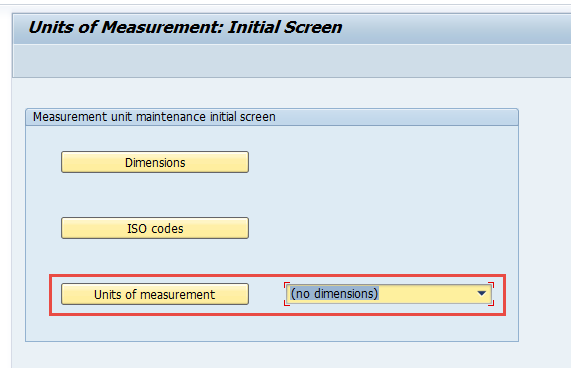 Units of Measurement: Initial Screen
Measurement unit maintenance initial screen
Dimensions
ISO codes
Units of measurement (no dimensions)